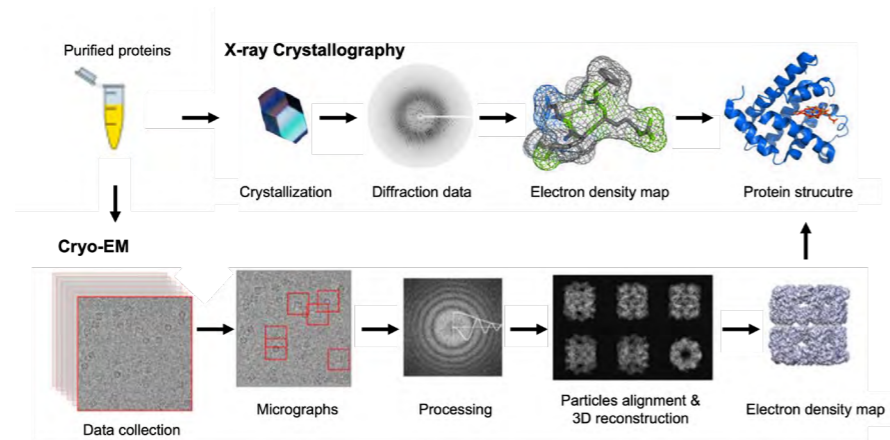 Purified proteins
X-ray Crystallography
Crystallization
Diffraction data
Electron density map
Protein strucutre
Cryo-EM
Data collection
Micrographs
Processing
Particles alignment &
3D reconstruction
Electron density map